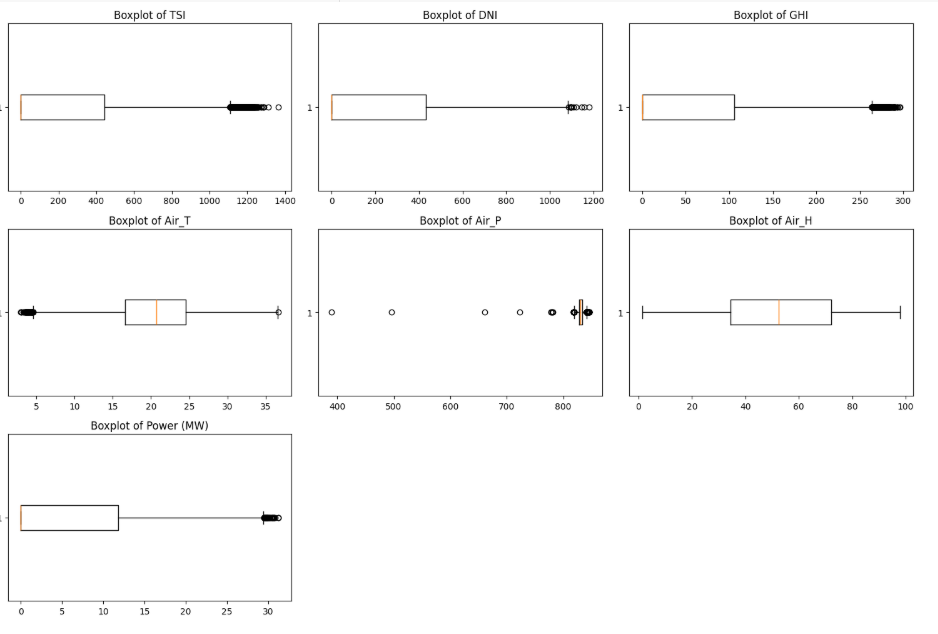 Boxplot of TSI
Boxplot of DNI
Boxplot of GHI
1
1
1
0 200 400 600 800 1000 1200 1400
0 200 400 600 800 1000 1200
0 50 100 150 200 250 300
Boxplot of Air_T
Boxplot of Air_P
Boxplot of Air_H
1
1
1
5 10 15 20 25 30 35
400 500 600 700 800
0 20 40 60 80 100
Boxplot of Power (MW)
1
0 5 10 15 20 25 30